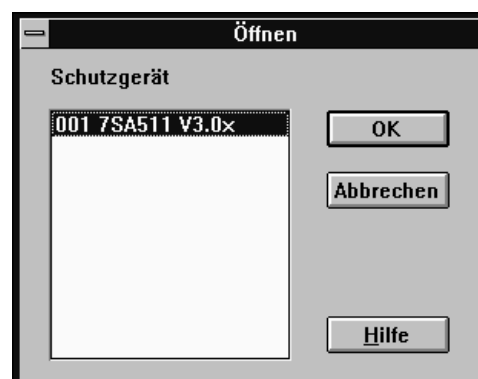 Öffnen
Schutzgerät
001 7SA511 V3.0x
OK
Abbrechen
Hilfe